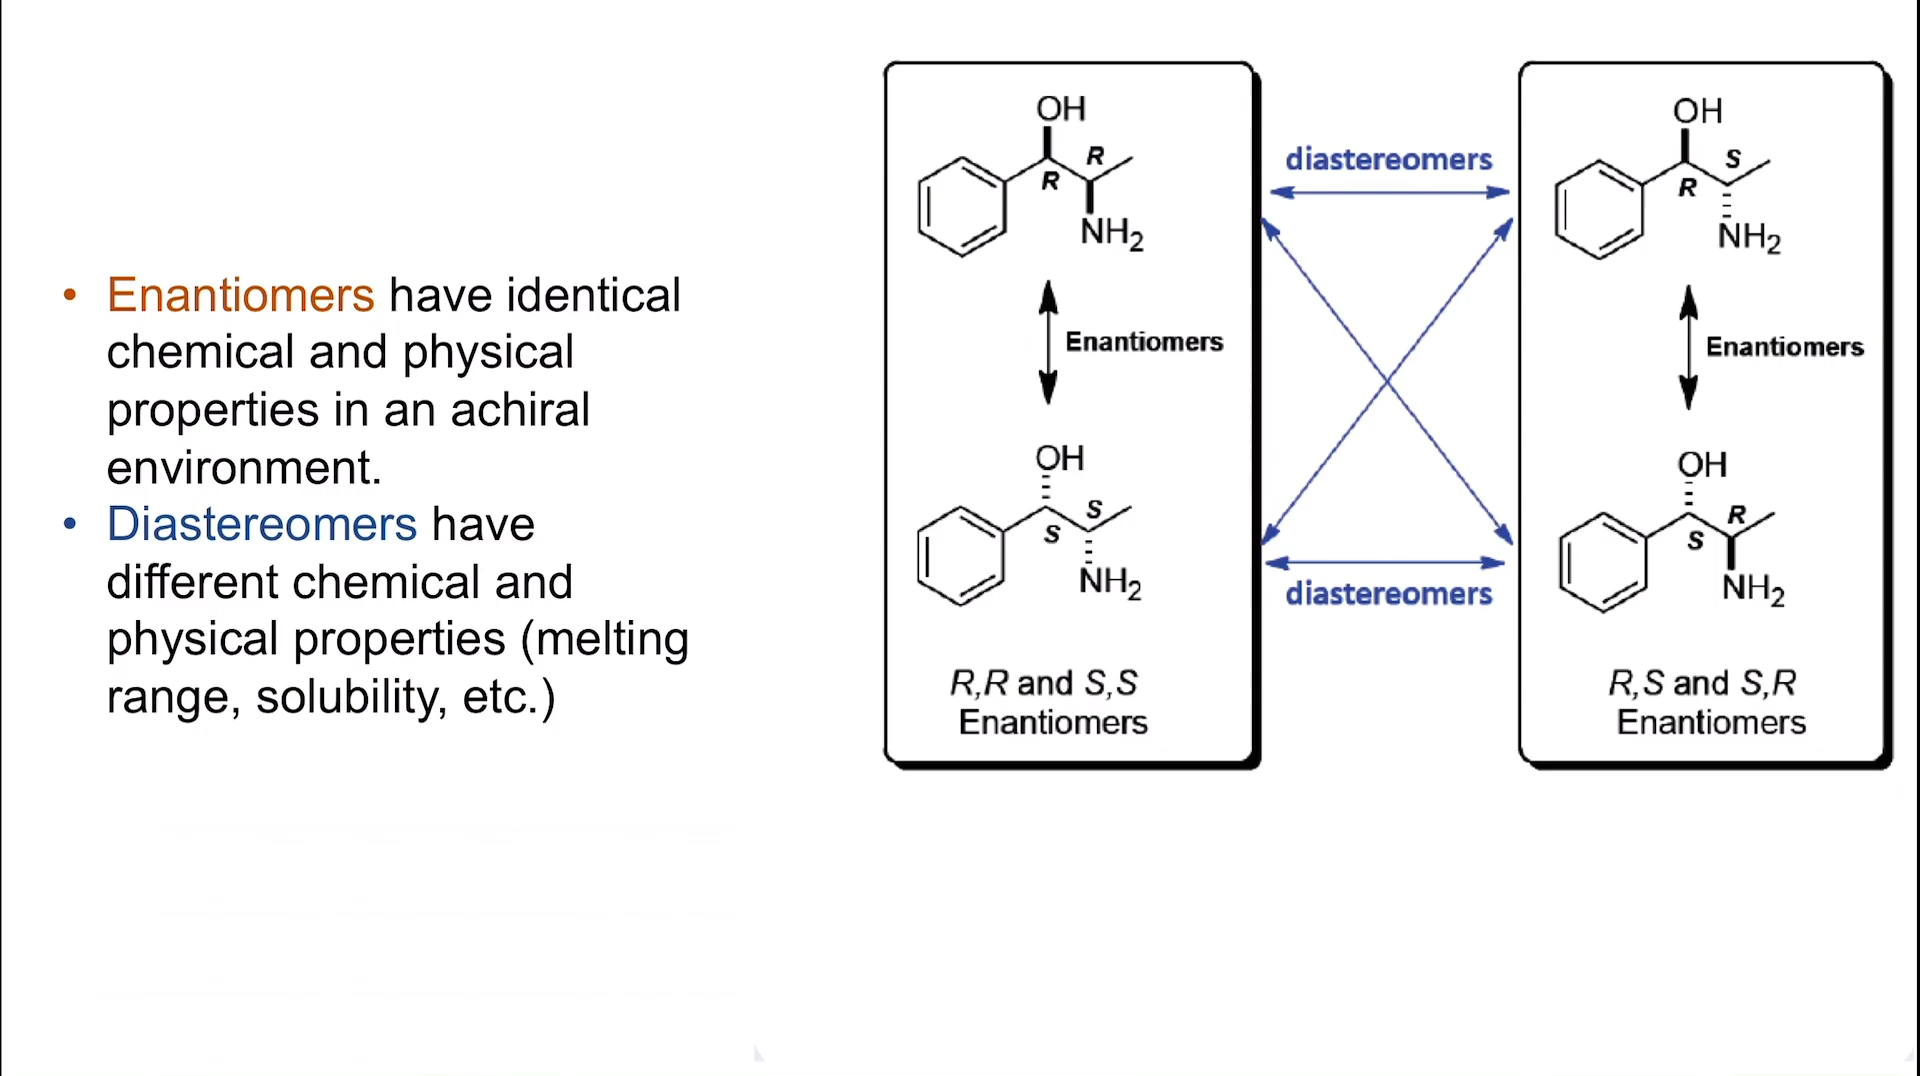 • Enantiomers have identical
chemical and physical
properties in an achiral
environment.
• Diastereomers have
different chemical and
physical properties (melting
range, solubility, etc.)
OH
R
R
NH2
Enantiomers
OH
S
S
NH2
R,R and S,S
Enantiomers
diastereomers
diastereomers
OH
S
R
NH2
Enantiomers
OH
R
S
NH2
R,S and S,R
Enantiomers